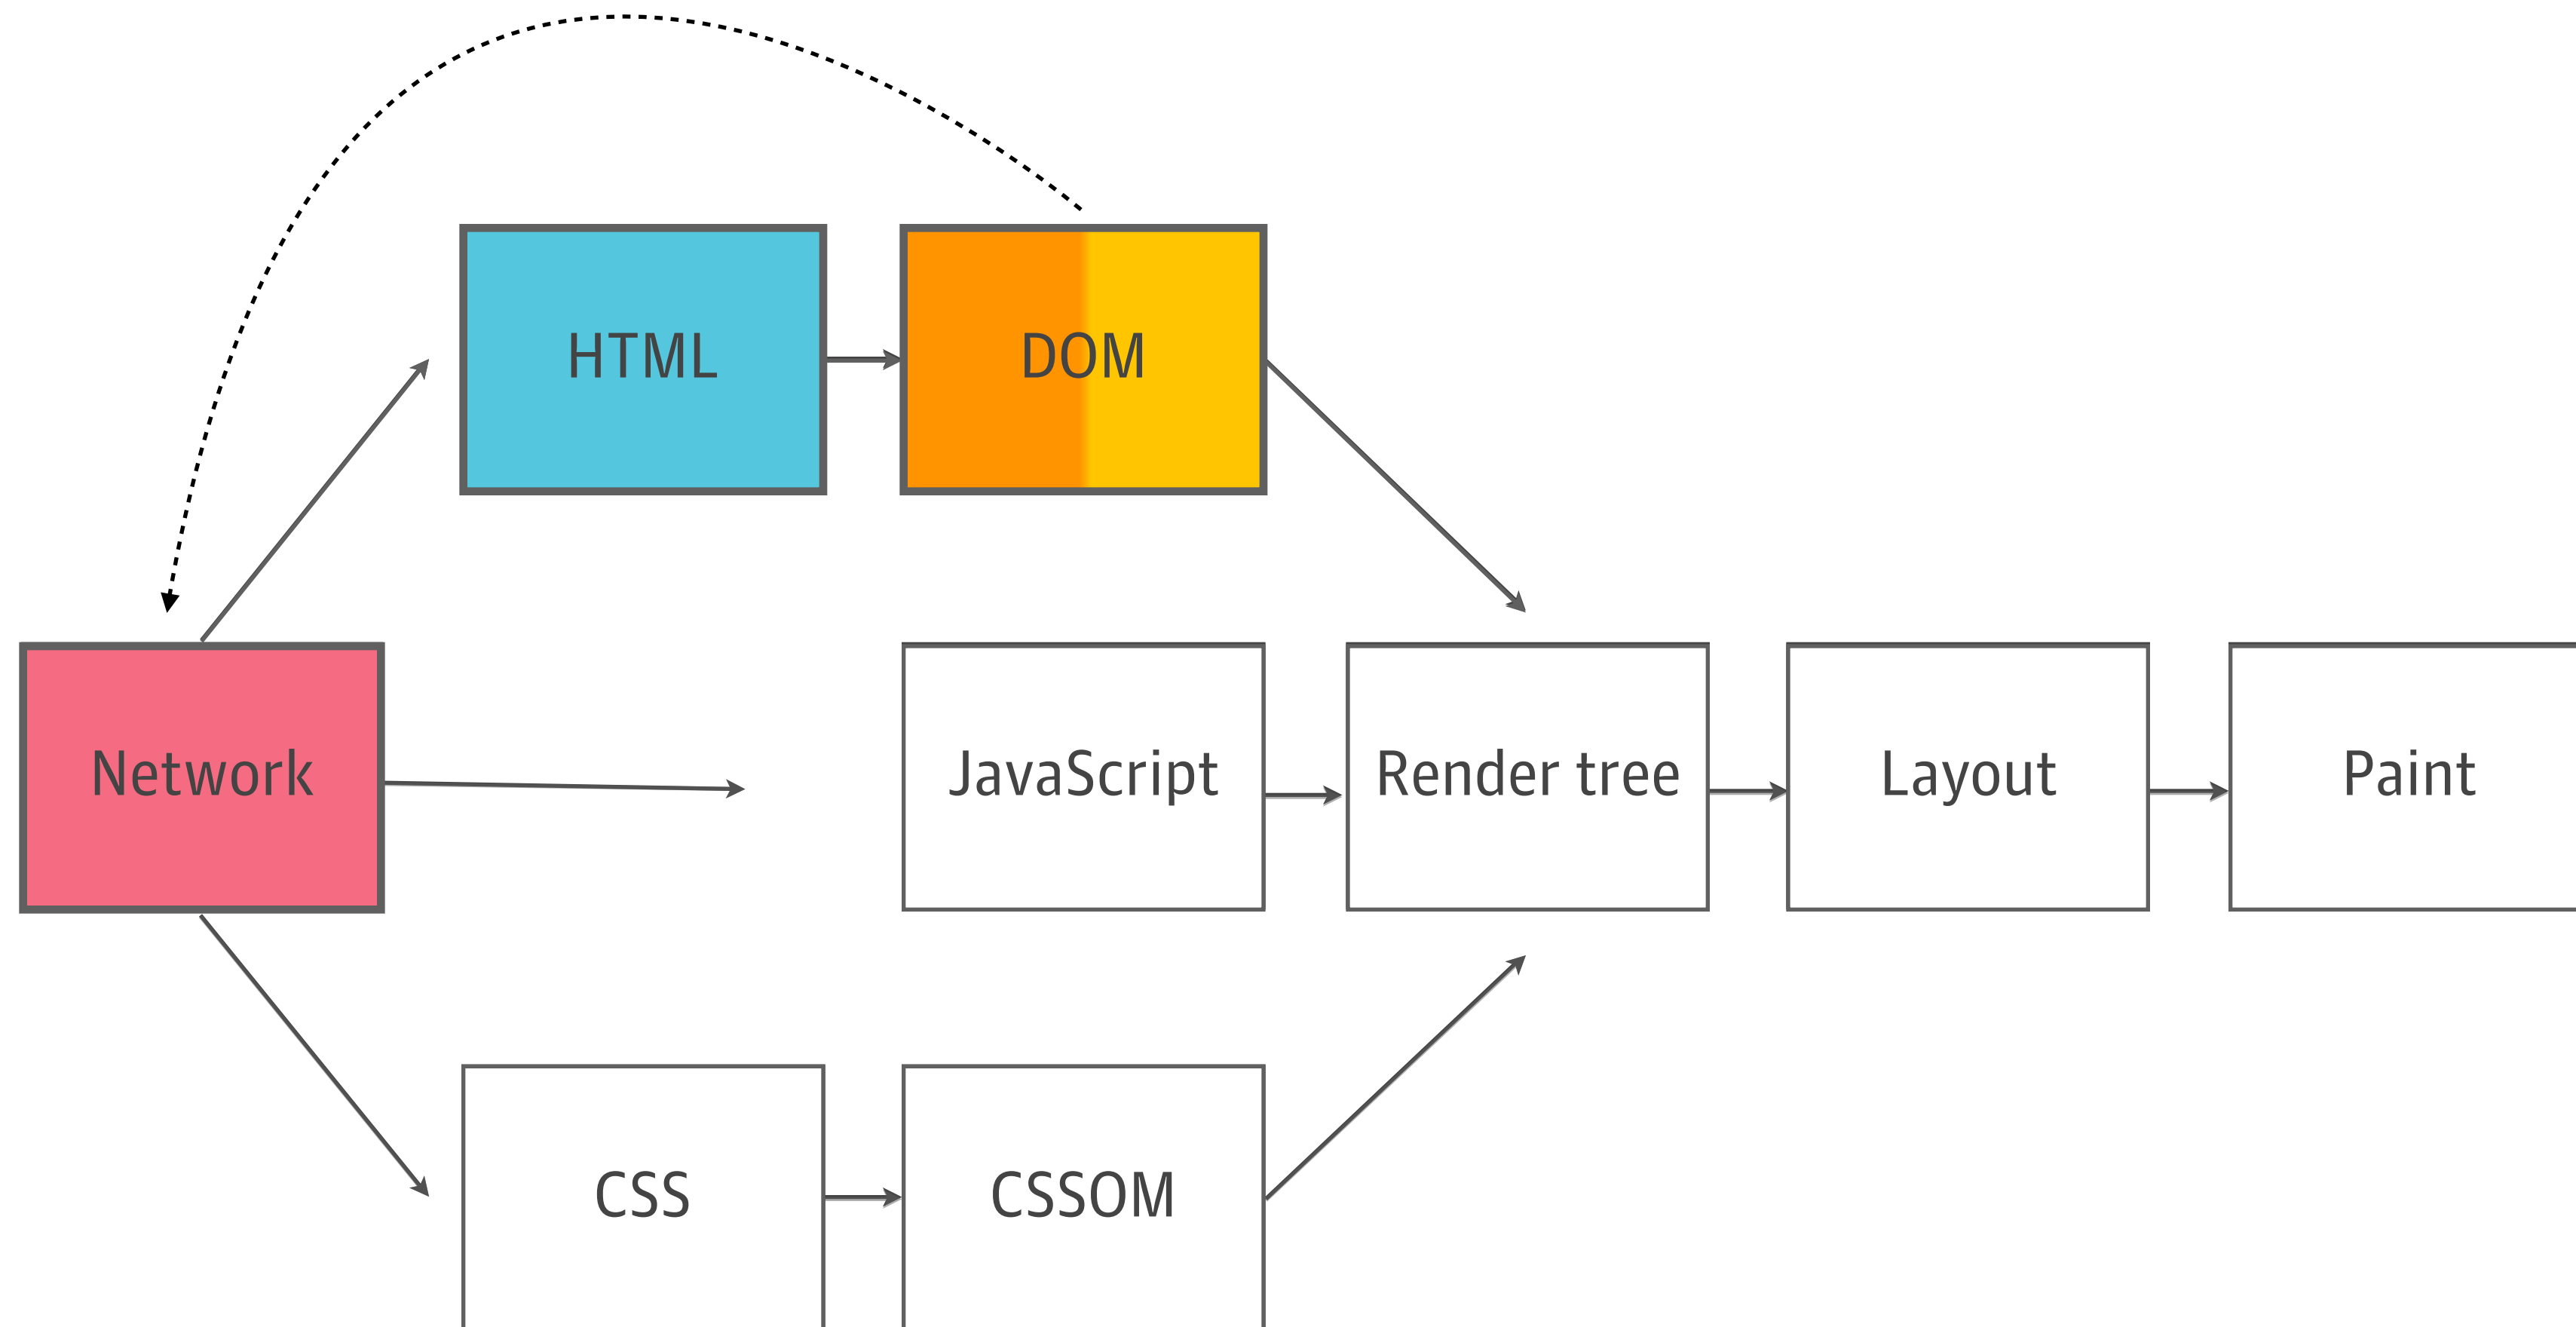 HTML
DOM
Network
JavaScript
Render tree
Layout
Paint
CSS
CSSOM